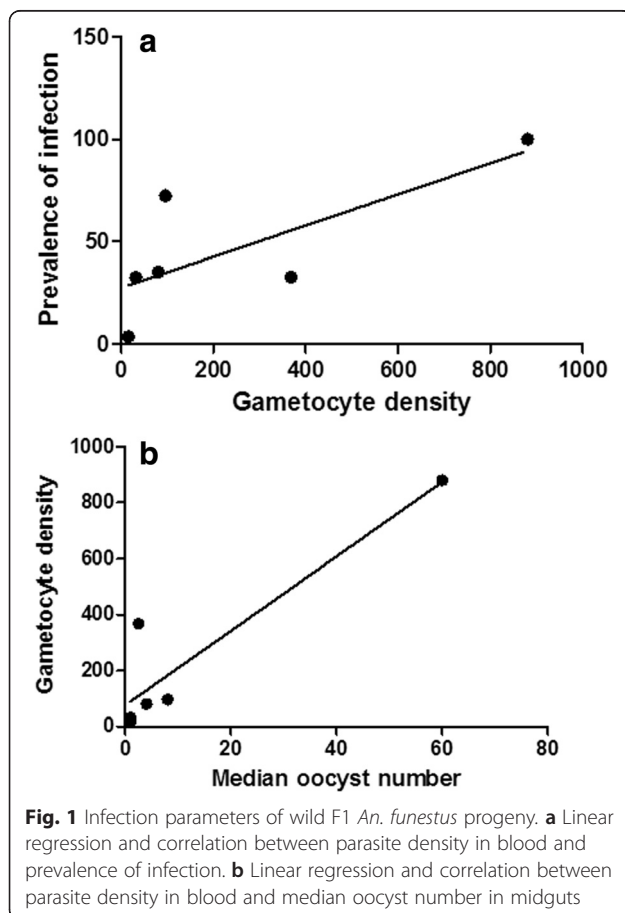 a
150
100
50
0
Prevalence of infection
0 200 400 600 800 1000
Gametocyte density
b
1000
800
600
400
200
0
Gametocyte density
0 20 40 60 80
Median oocyst number
Fig. 1 Infection parameters of wild F1 An. funestus progeny. a Linear
regression and correlation between parasite density in blood and
prevalence of infection. b Linear regression and correlation between
parasite density in blood and median oocyst number in midguts